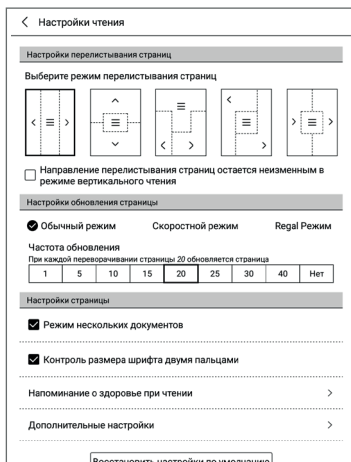 Настройки чтения
Настройки перелистывания страниц
Выберите режим перелистывания страниц
Направление перелистывания страниц остается неизменным в
режиме вертикального чтения
Настройки обновления страницы
Обычный режим Скоростной режим Regal Режим
Частота обновления
При каждой переворачивании страницы 20 обновляется страница
1 5 10 15 20 25 30 40 Нет
Настройки страницы
Режим нескольких документов
Контроль размера шрифта двумя пальцами
Напоминание о здоровье при чтении
Дополнительные настройки
Восстановить настройки по умолчанию